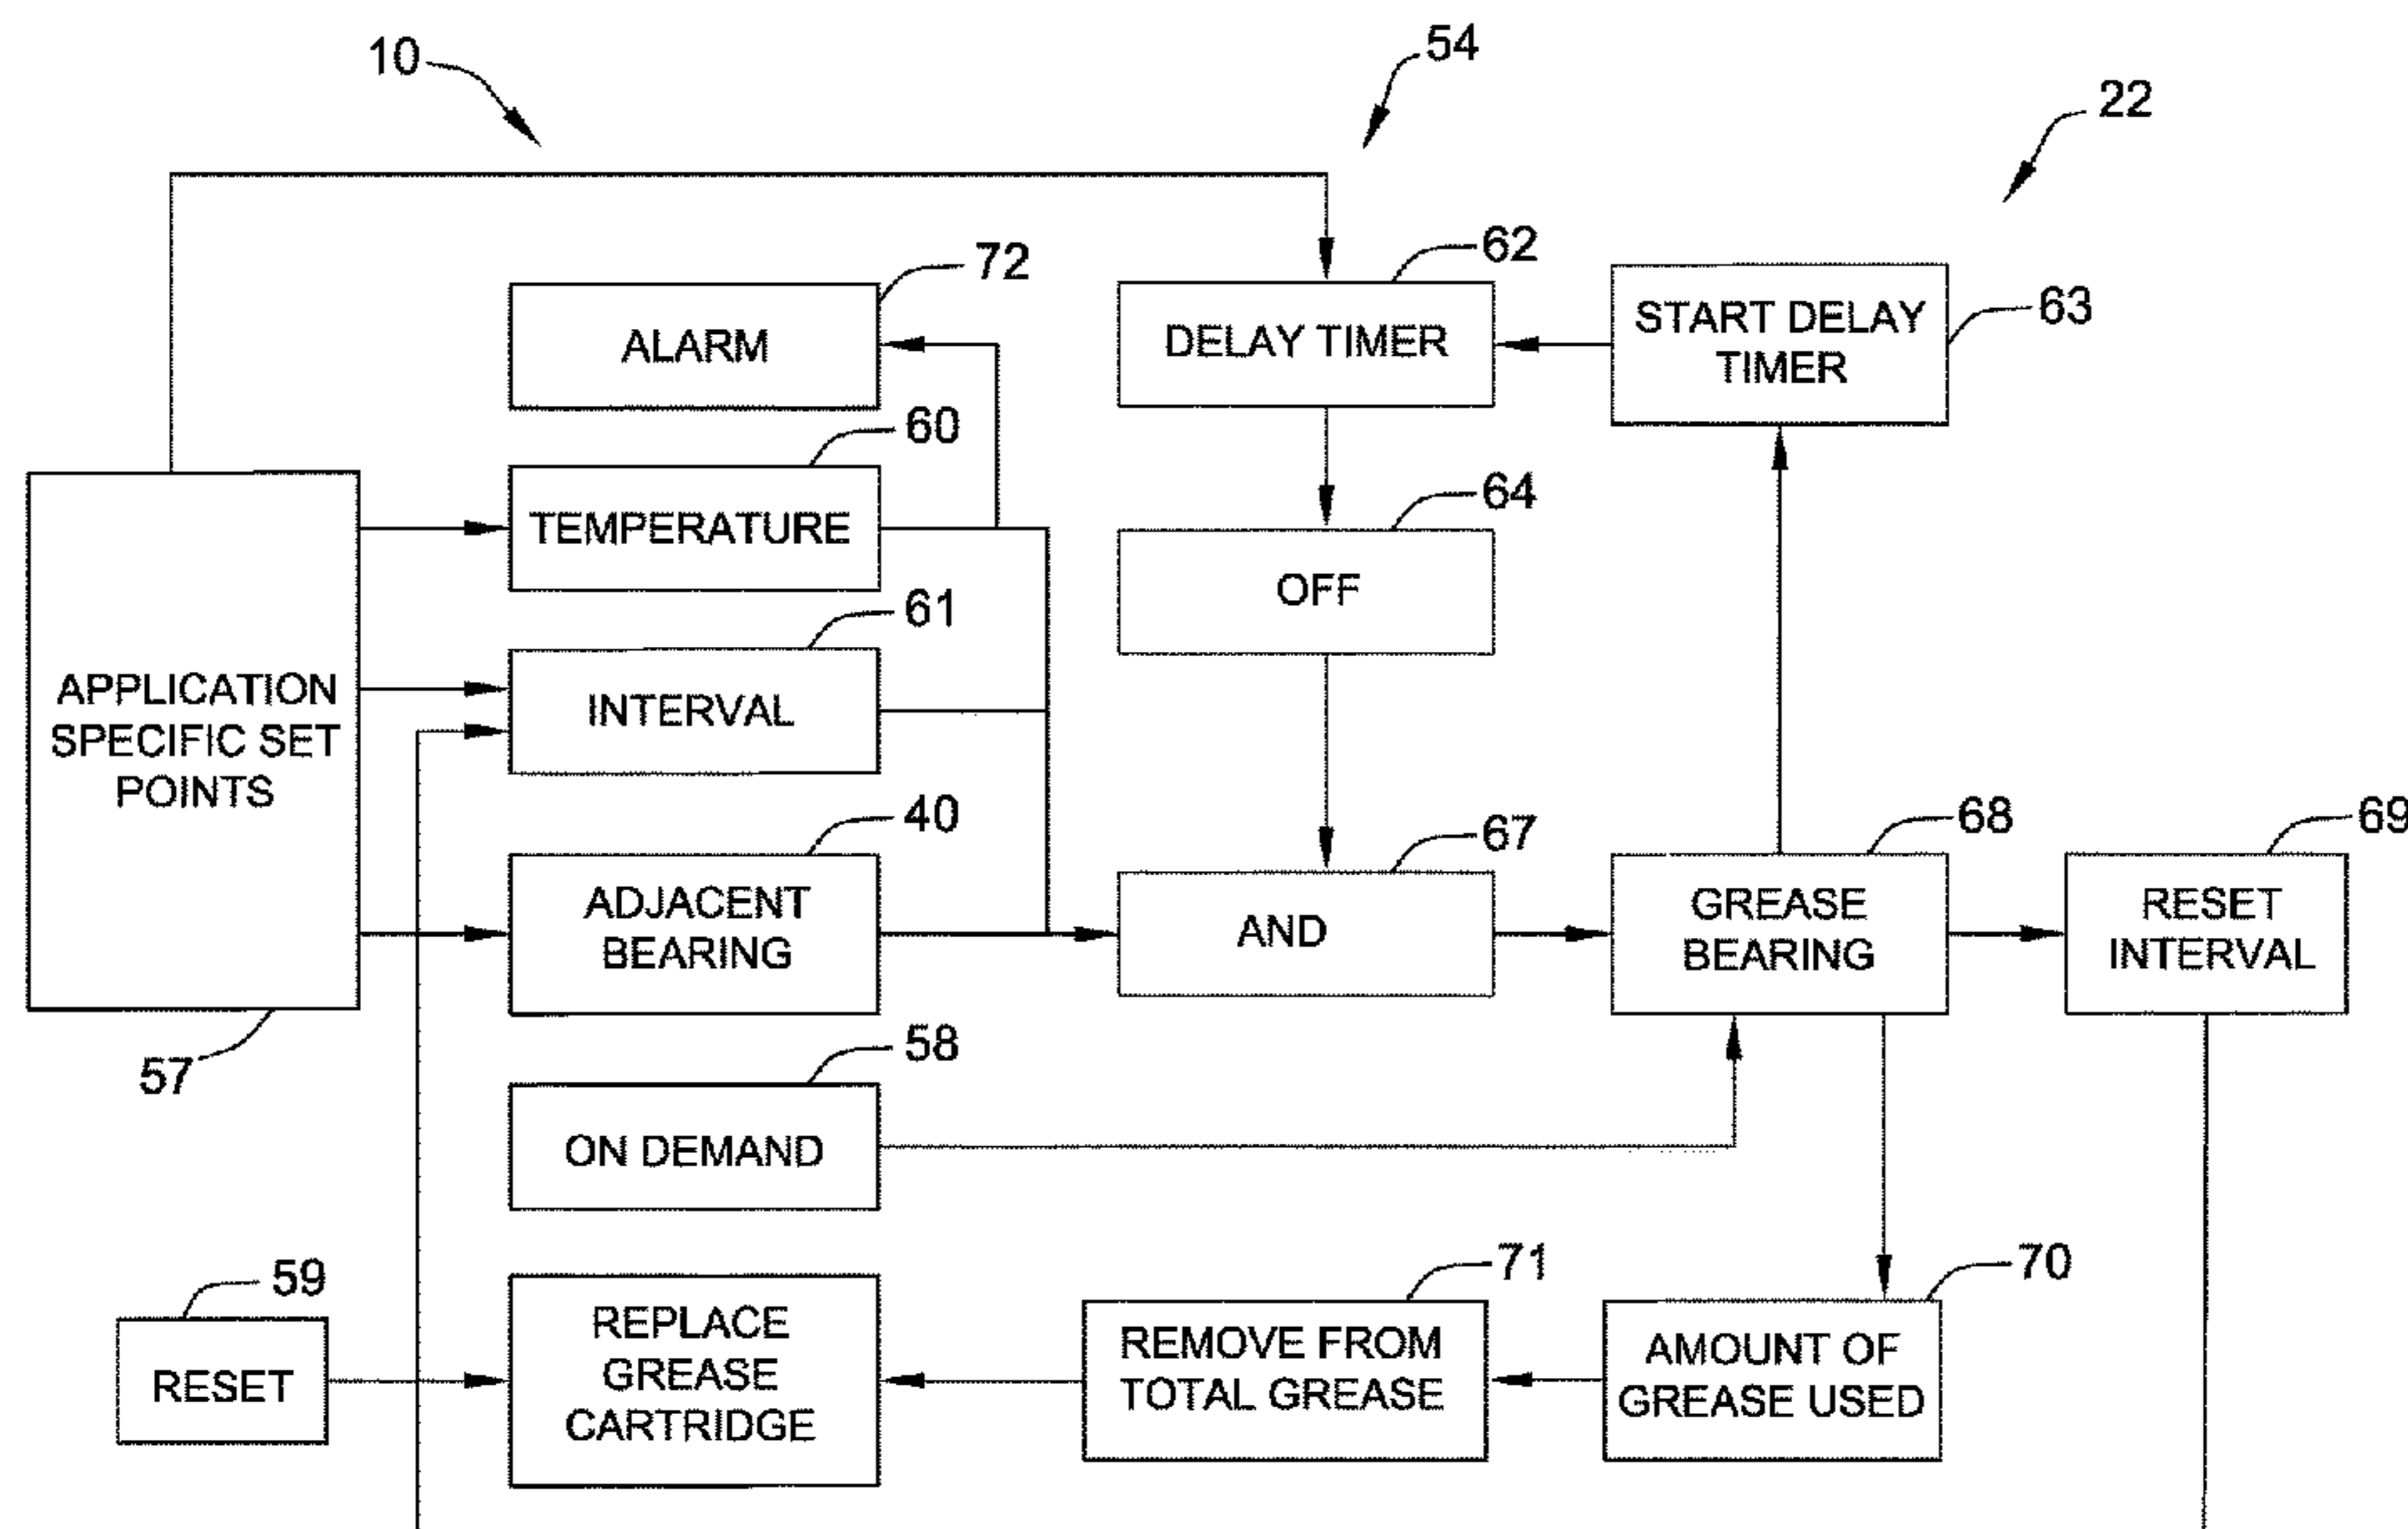 10
54
22
62
72
START DELAY
TIMER
63
ALARM
DELAY TIMER
60
TEMPERATURE
64
OFF
61
APPLICATION
SPECIFIC SET
POINTS
INTERVAL
40
67
68
69
ADJACENT
BEARING
AND
GREASE
BEARING
RESET
INTERVAL
57
58
ON DEMAND
59
71
70
RESET
REPLACE
GREASE
CARTRIDGE
REMOVE FROM
TOTAL GREASE
AMOUNT OF
GREASE USED